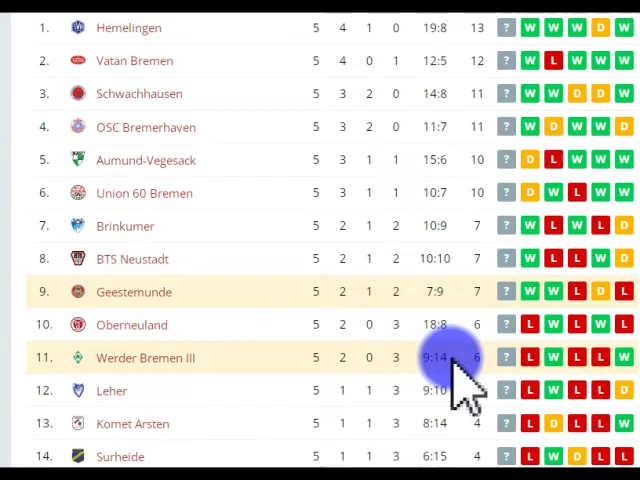 1. Hemelingen 5 4 1 0 19:8 13 ? W W W D W
2. Vatan Bremen 5 4 0 1 12:5 12 ? W L W W W
3. Schwachhausen 5 3 2 0 14:8 11 ? W W D D W
4. OSC Bremerhaven 5 3 2 0 11:7 11 ? W D W W D
5. Aumund-Vegesack 5 3 1 1 15:6 10 ? D L W W W
6. Union 60 Bremen 5 3 1 1 10:7 10 ? D W L W W
7. Brinkumer 5 2 1 2 10:9 7 ? W L W L D
8. BTS Neustadt 5 2 1 2 10:10 7 ? W L L W D
9. Geestemunde 5 2 1 2 7:9 7 ? W W L D L
10. Oberneuland 5 2 0 3 18:8 6 ? L W L W L
11. Werder Bremen III 5 2 0 3 9:14 6 ? L W L L W
12. Leher 5 1 1 3 9:10 ? L W L L D
13. Komet Arsten 5 1 1 3 8:14 4 ? L D L L W
14. Surheide 5 1 1 3 6:15 4 ? L W D L L